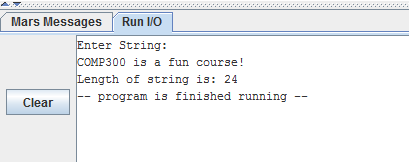 Mars Messages Run I/O
Enter String:
COMP300 is a fun course!
Length of string is: 24
-- program is finished running --
Clear